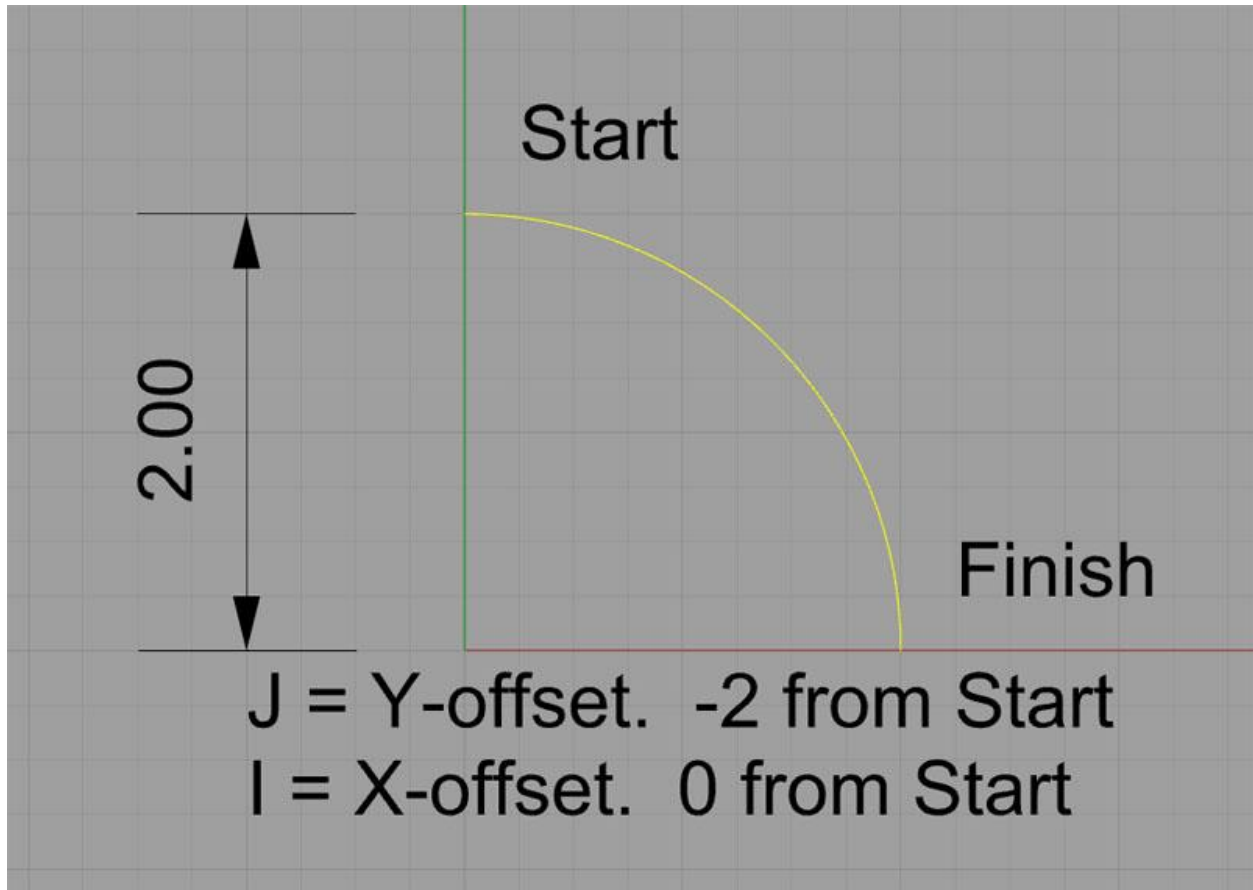 Start
2.00
Finish
J = Y-offset.  -2 from Start
I = X-offset.  0 from Start